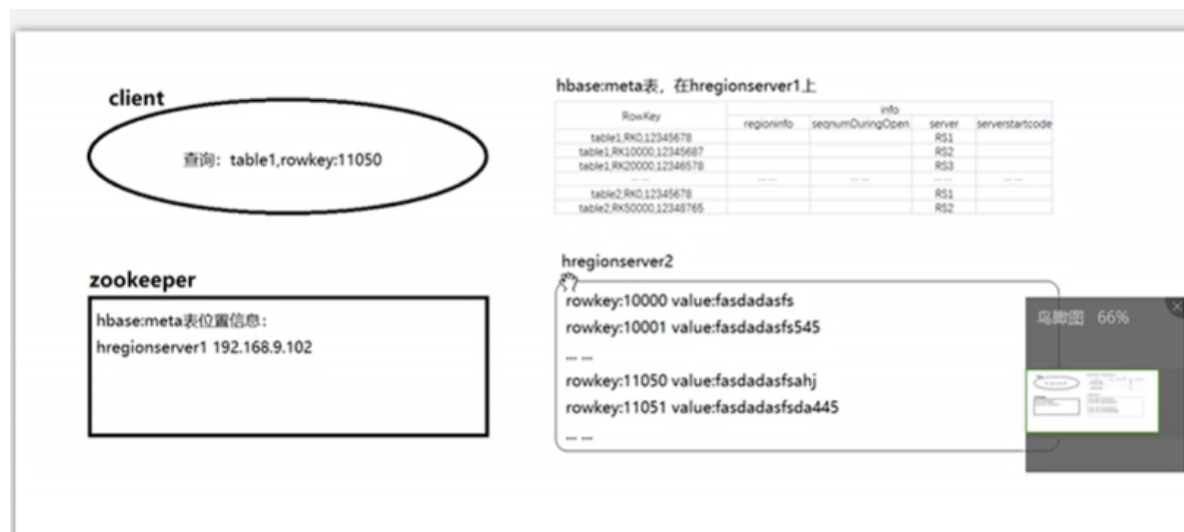 client
查询：table1,rowkey:11050
hbase:meta表，在hregionserver1上
RowKey info
regioninfo seqnumDuringOpen server serverstartcode
table1,RK0,12345678 RS1
table1,RK10000,12345687 RS2
table1,RK20000,12346578 RS3
... ... ... ... ... ... ... ... ... ...
table2,RK0,12345678 RS1
table2,RK50000,12348765 RS2
zookeeper
hbase:meta表位置信息：
hregionserver1 192.168.9.102
hregionserver2
rowkey:10000 value:fasdadasfs
rowkey:10001 value:fasdadasfs545
... ...
rowkey:11050 value:fasdadasfsahj
rowkey:11051 value:fasdadasfsda445
... ...
鸟瞰图 66%